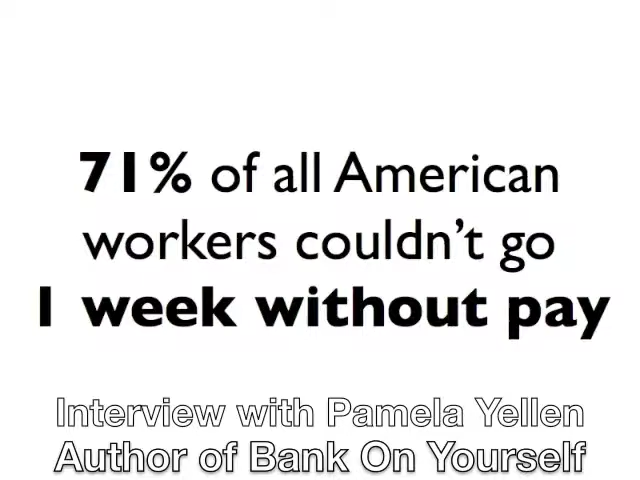 71% of all American
workers couldn't go
1 week without pay
Interview with Pamela Yellen
Author of Bank On Yourself